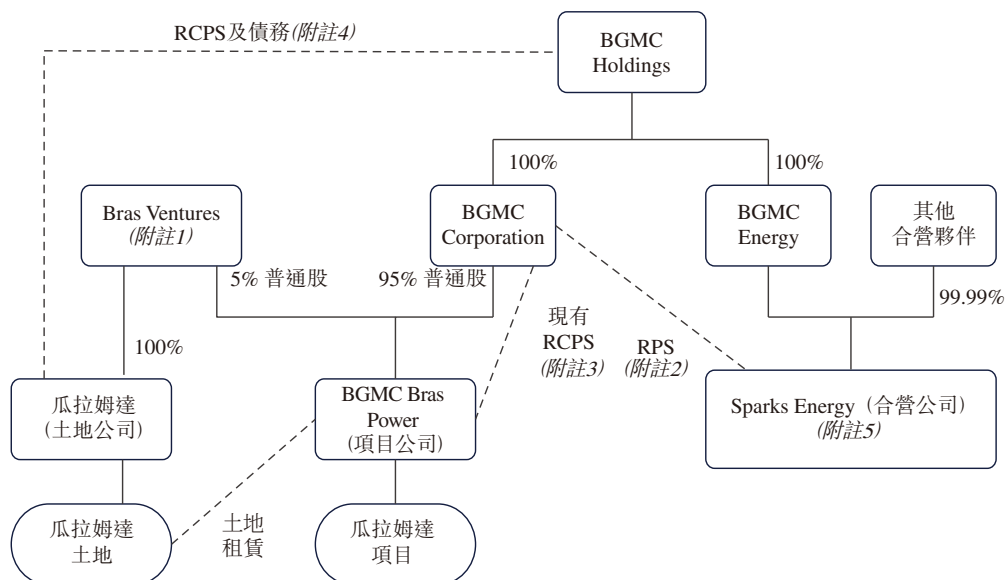 RCPS及債務(附註4)
BGMC
Holdings
100%
100%
Bras Ventures
(附註1)
BGMC
Corporation
BGMC
Energy
其他
合營夥伴
5% 普通股
95% 普通股
99.99%
100%
現有
RCPS
(附註3)
RPS
(附註2)
瓜拉姆達
(土地公司)
BGMC Bras
Power
(項目公司)
Sparks Energy (合營公司)
(附註5)
瓜拉姆達
土地
土地
租賃
瓜拉姆達
項目